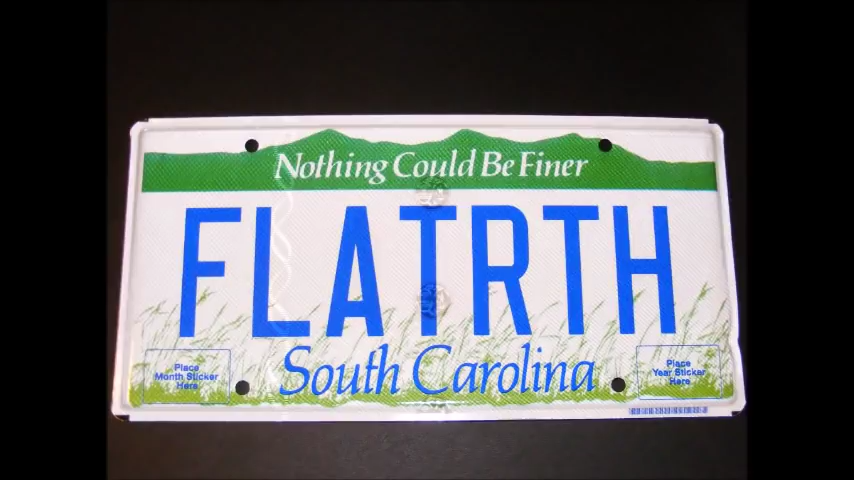 Nothing Could Be Finer
FLATRTH
South Carolina
Place
Month Sticker
Here
Place
Year Sticker
Here